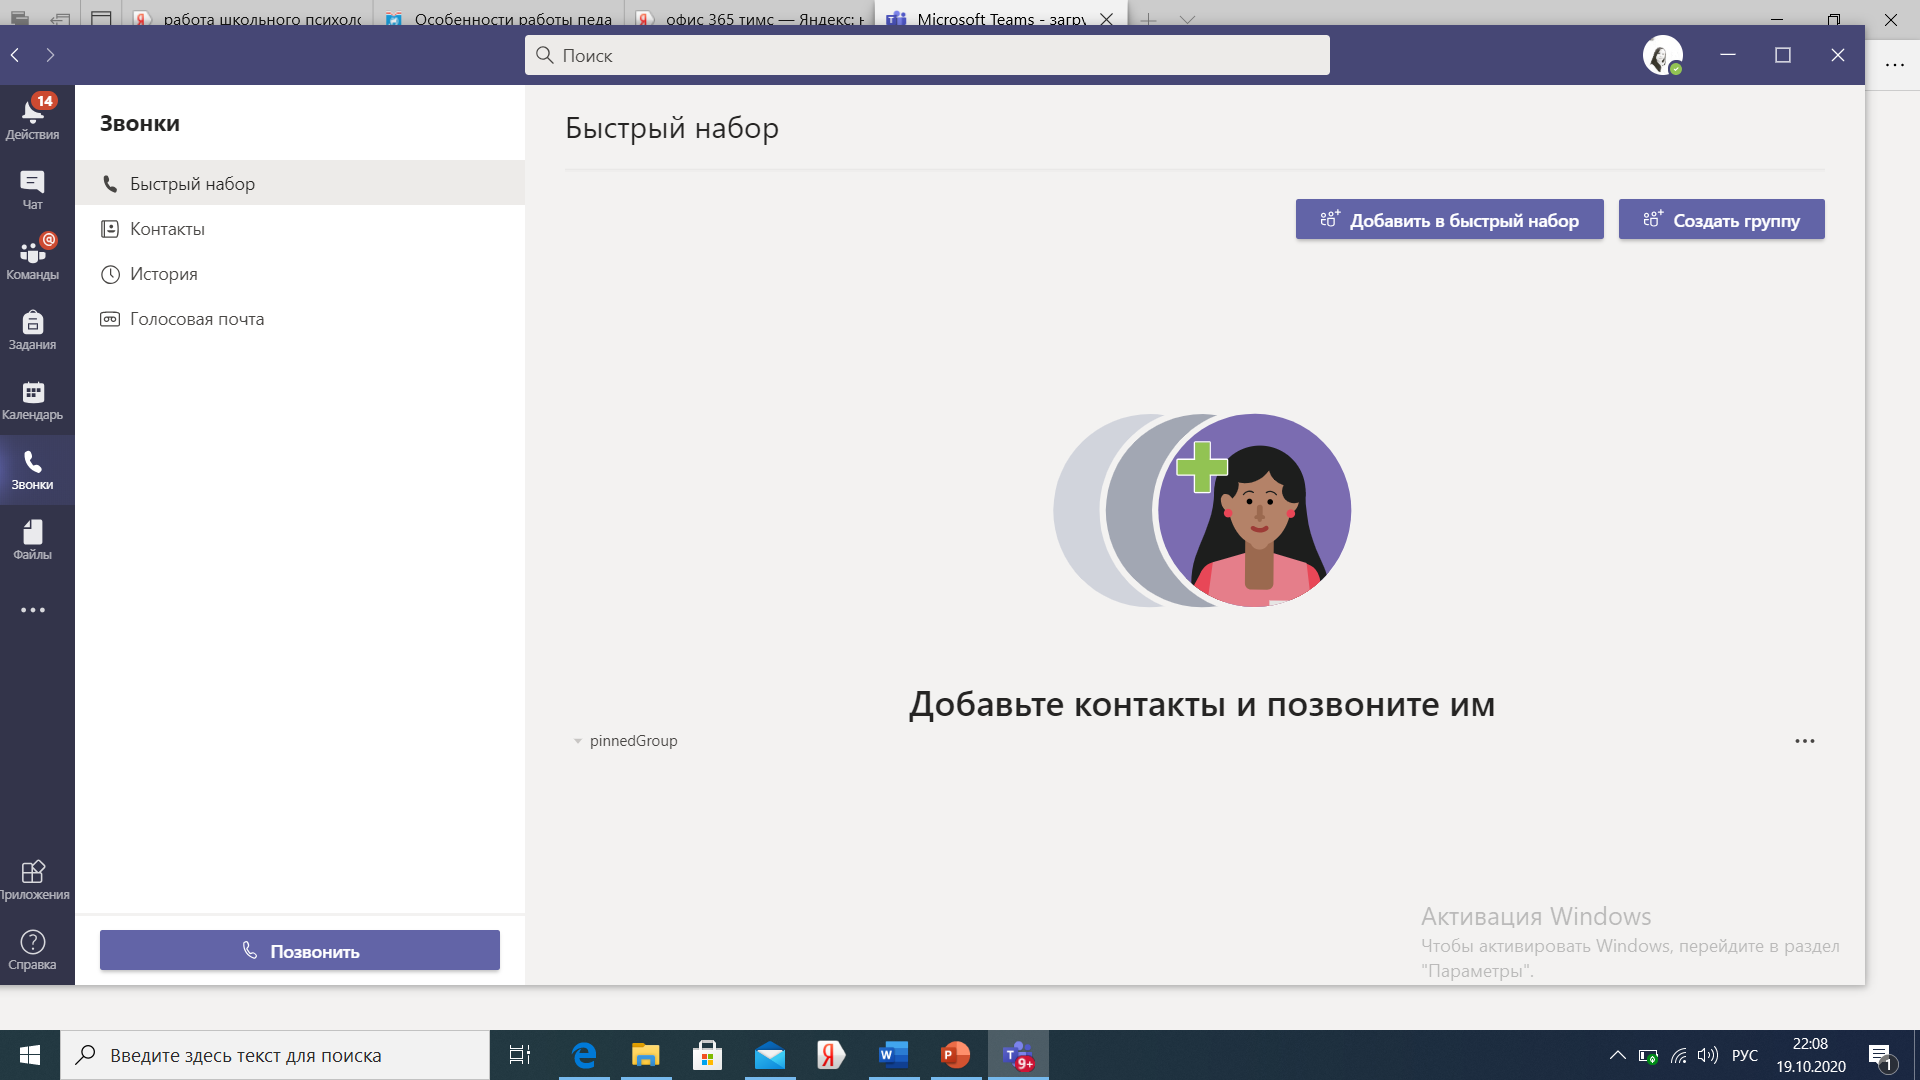 работа школьного психоло
Особенности работы педа
офис 365 тимс — Яндекс: н
Microsoft Teams - загру
Поиск
14
Действия
Чат
Команды
Задания
Календарь
Звонки
Файлы
Приложения
Справка
Звонки
Быстрый набор
Контакты
История
Голосовая почта
Позвонить
Быстрый набор
Добавить в быстрый набор
Создать группу
Добавьте контакты и позвоните им
pinnedGroup
Активация Windows
Чтобы активировать Windows, перейдите в раздел
"Параметры".
Введите здесь текст для поиска
9+
РУС
22:08
19.10.2020
1